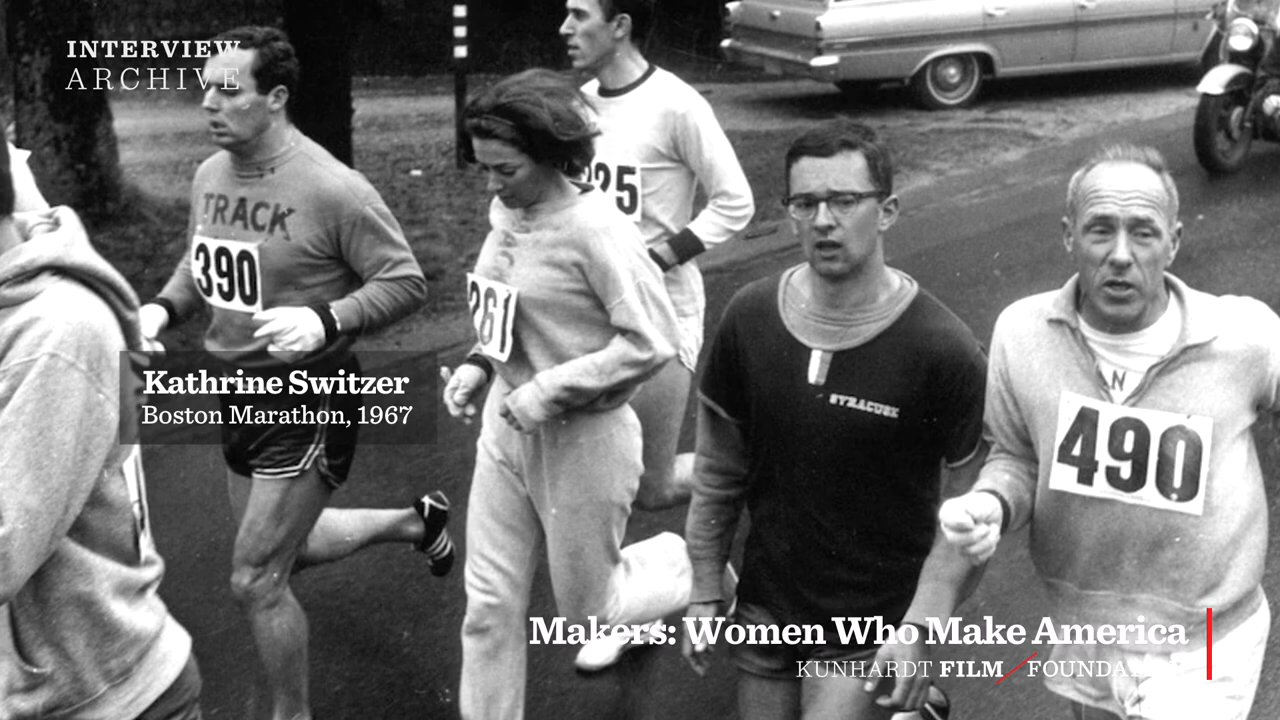 INTERVIEW
ARCHIVE
TRACK
390
261
25
SYRACUSE
N
490
Kathrine Switzer
Boston Marathon, 1967
Makers: Women Who Make America
KUNHARDT FILM / FOUNDA